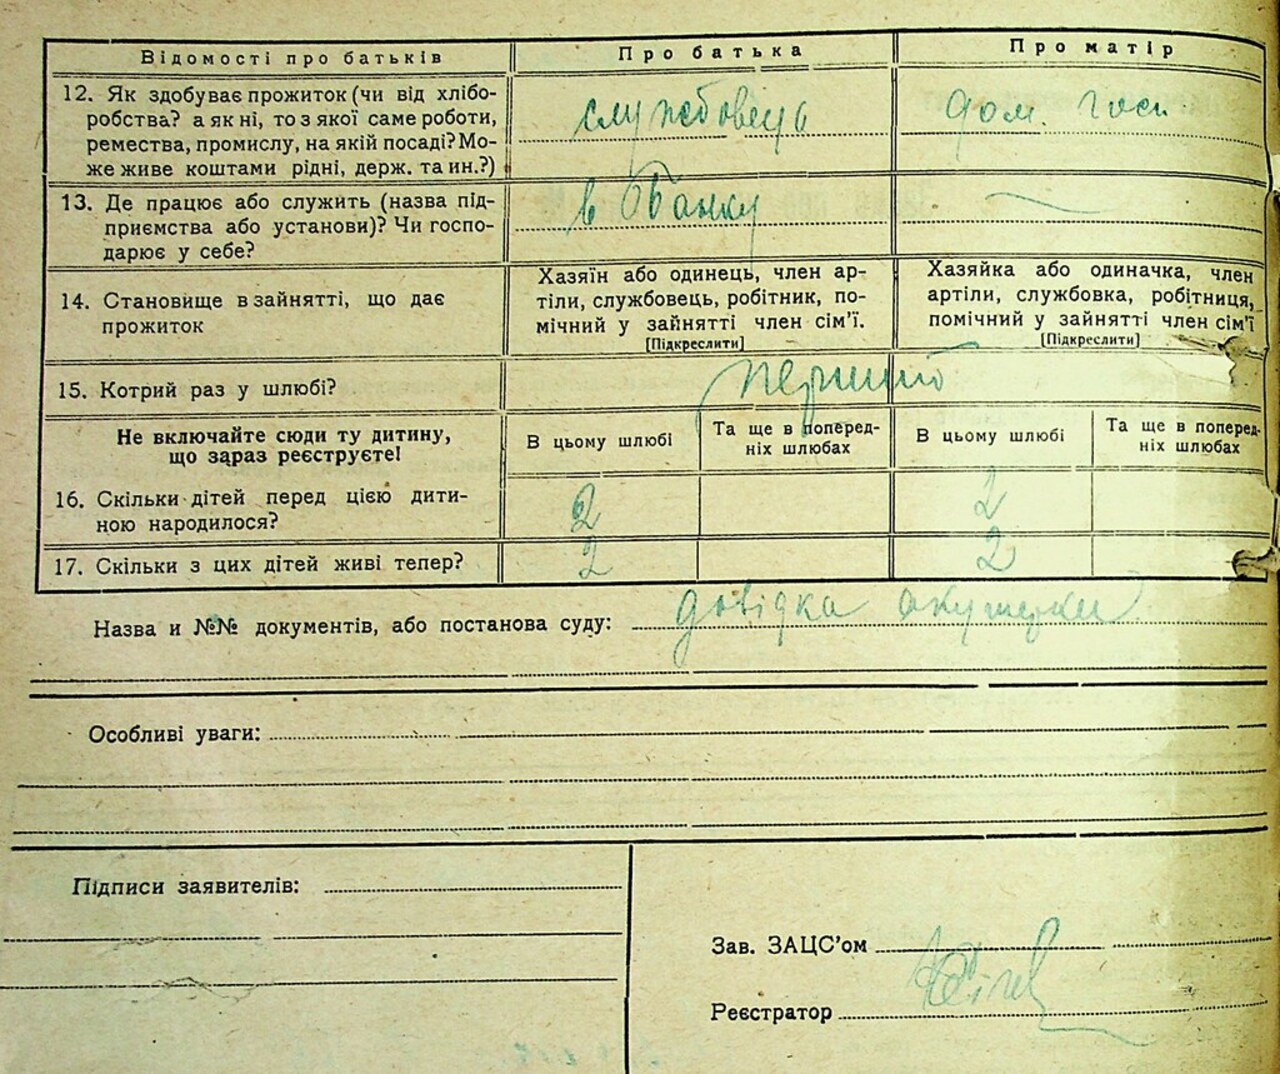 Відомості про батьків
Про батька
Про матір
12. Як здобуває прожиток (чи від хлібо-
робства? а як ні, то з якої саме роботи,
ремества, промислу, на якій посаді? Мо-
же живе коштами рідні, держ. та ин.?)
службовець
дом. госп.
13. Де працює або служить (назва під-
приємства або установи)? Чи госпо-
дарює у себе?
в банку
14. Становище в зайнятті, що дає
прожиток
Хазяїн або одинець, член ар-
тіли, службовець, робітник, по-
мічний у зайнятті член сім’ї.
[Підкреслити]
Хазяйка або одиначка, член
артіли, службовка, робітниця,
помічний у зайнятті член сім’ї
[Підкреслити]
15. Котрий раз у шлюбі?
перший
Не включайте сюди ту дитину,
що зараз реєструєте!
В цьому шлюбі
Та ще в поперед-
ніх шлюбах
В цьому шлюбі
Та ще в поперед-
ніх шлюбах
16. Скільки дітей перед цією дити-
ною народилося?
2
2
17. Скільки з цих дітей живі тепер?
2
2
Назва и №№ документів, або постанова суду: довідка акушерки
Особливі уваги:
Підписи заявителів:
Зав. ЗАЦС’ом
Реєстратор